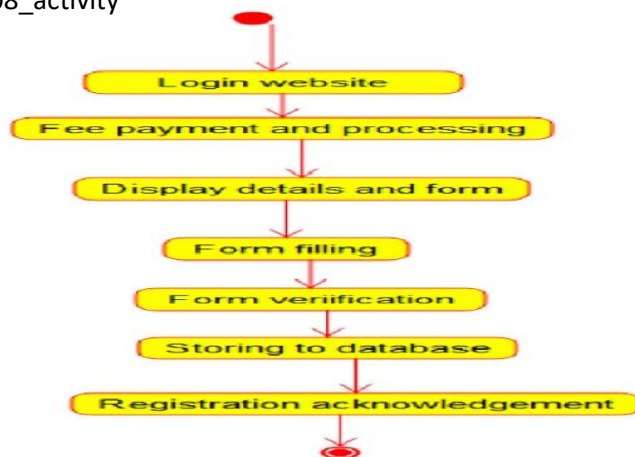 08_activity
Login website
Fee payment and processing
Display details and form
Form filling
Form veriification
Storing to database
Registration acknowledgement